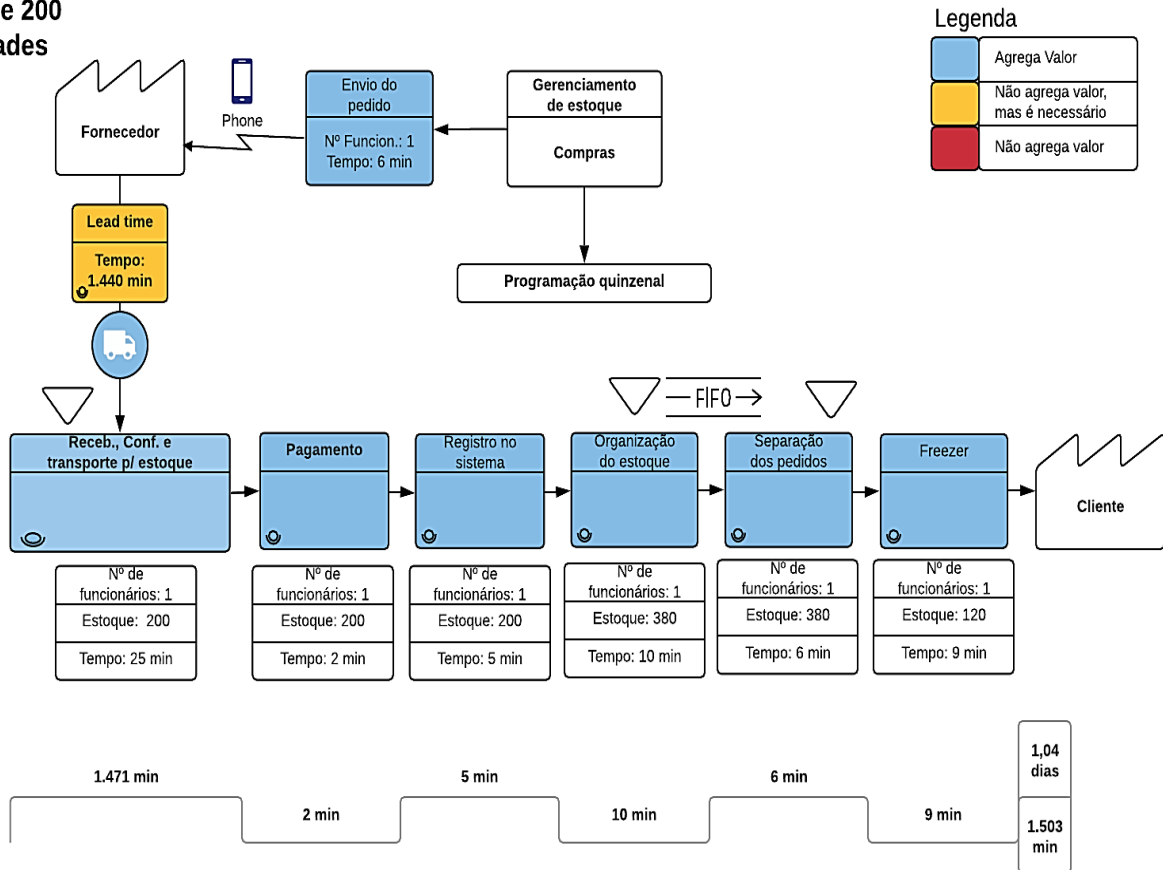 e 200
ades
Legenda
Agrega Valor
Não agrega valor,
mas é necessário
Não agrega valor
Fornecedor
Phone
Envio do
pedido
Nº Funcion.: 1
Tempo: 6 min
Gerenciamento
de estoque
Compras
Lead time
Tempo:
1.440 min
Programação quinzenal
FIFO
Receb., Conf. e
transporte p/ estoque
Pagamento
Registro no
sistema
Organização
do estoque
Separação
dos pedidos
Freezer
Cliente
Nº de
funcionários: 1
Estoque: 200
Tempo: 25 min
Nº de
funcionários: 1
Estoque: 200
Tempo: 2 min
Nº de
funcionários: 1
Estoque: 200
Tempo: 5 min
Nº de
funcionários: 1
Estoque: 380
Tempo: 10 min
Nº de
funcionários: 1
Estoque: 380
Tempo: 6 min
Nº de
funcionários: 1
Estoque: 120
Tempo: 9 min
1.471 min
2 min
5 min
10 min
6 min
9 min
1,04
dias
1.503
min